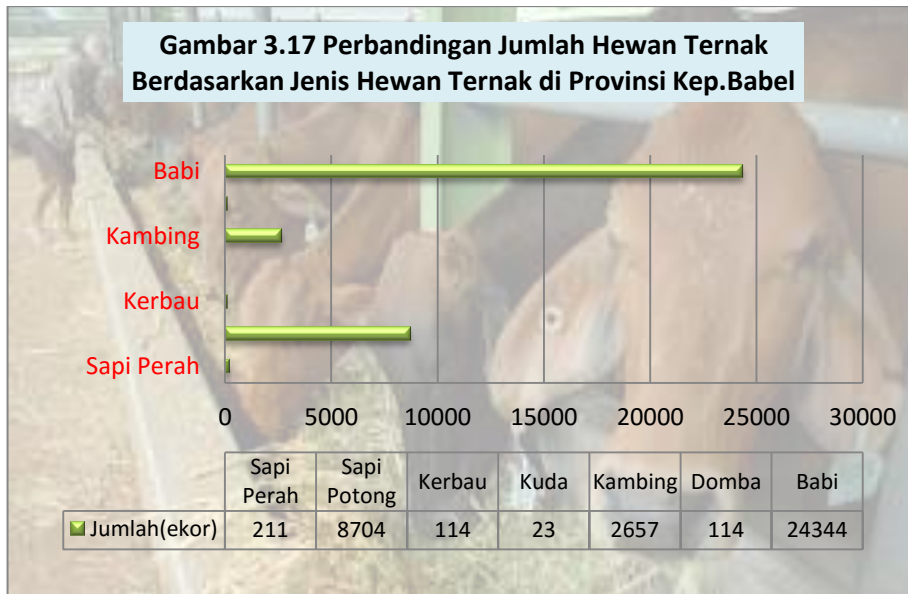 Gambar 3.17 Perbandingan Jumlah Hewan Ternak
Berdasarkan Jenis Hewan Ternak di Provinsi Kep.Babel
Babi
Kambing
Kerbau
Sapi Perah
0 5000 10000 15000 20000 25000 30000
Sapi Perah Sapi Potong Kerbau Kuda Kambing Domba Babi
Jumlah(ekor) 211 8704 114 23 2657 114 24344